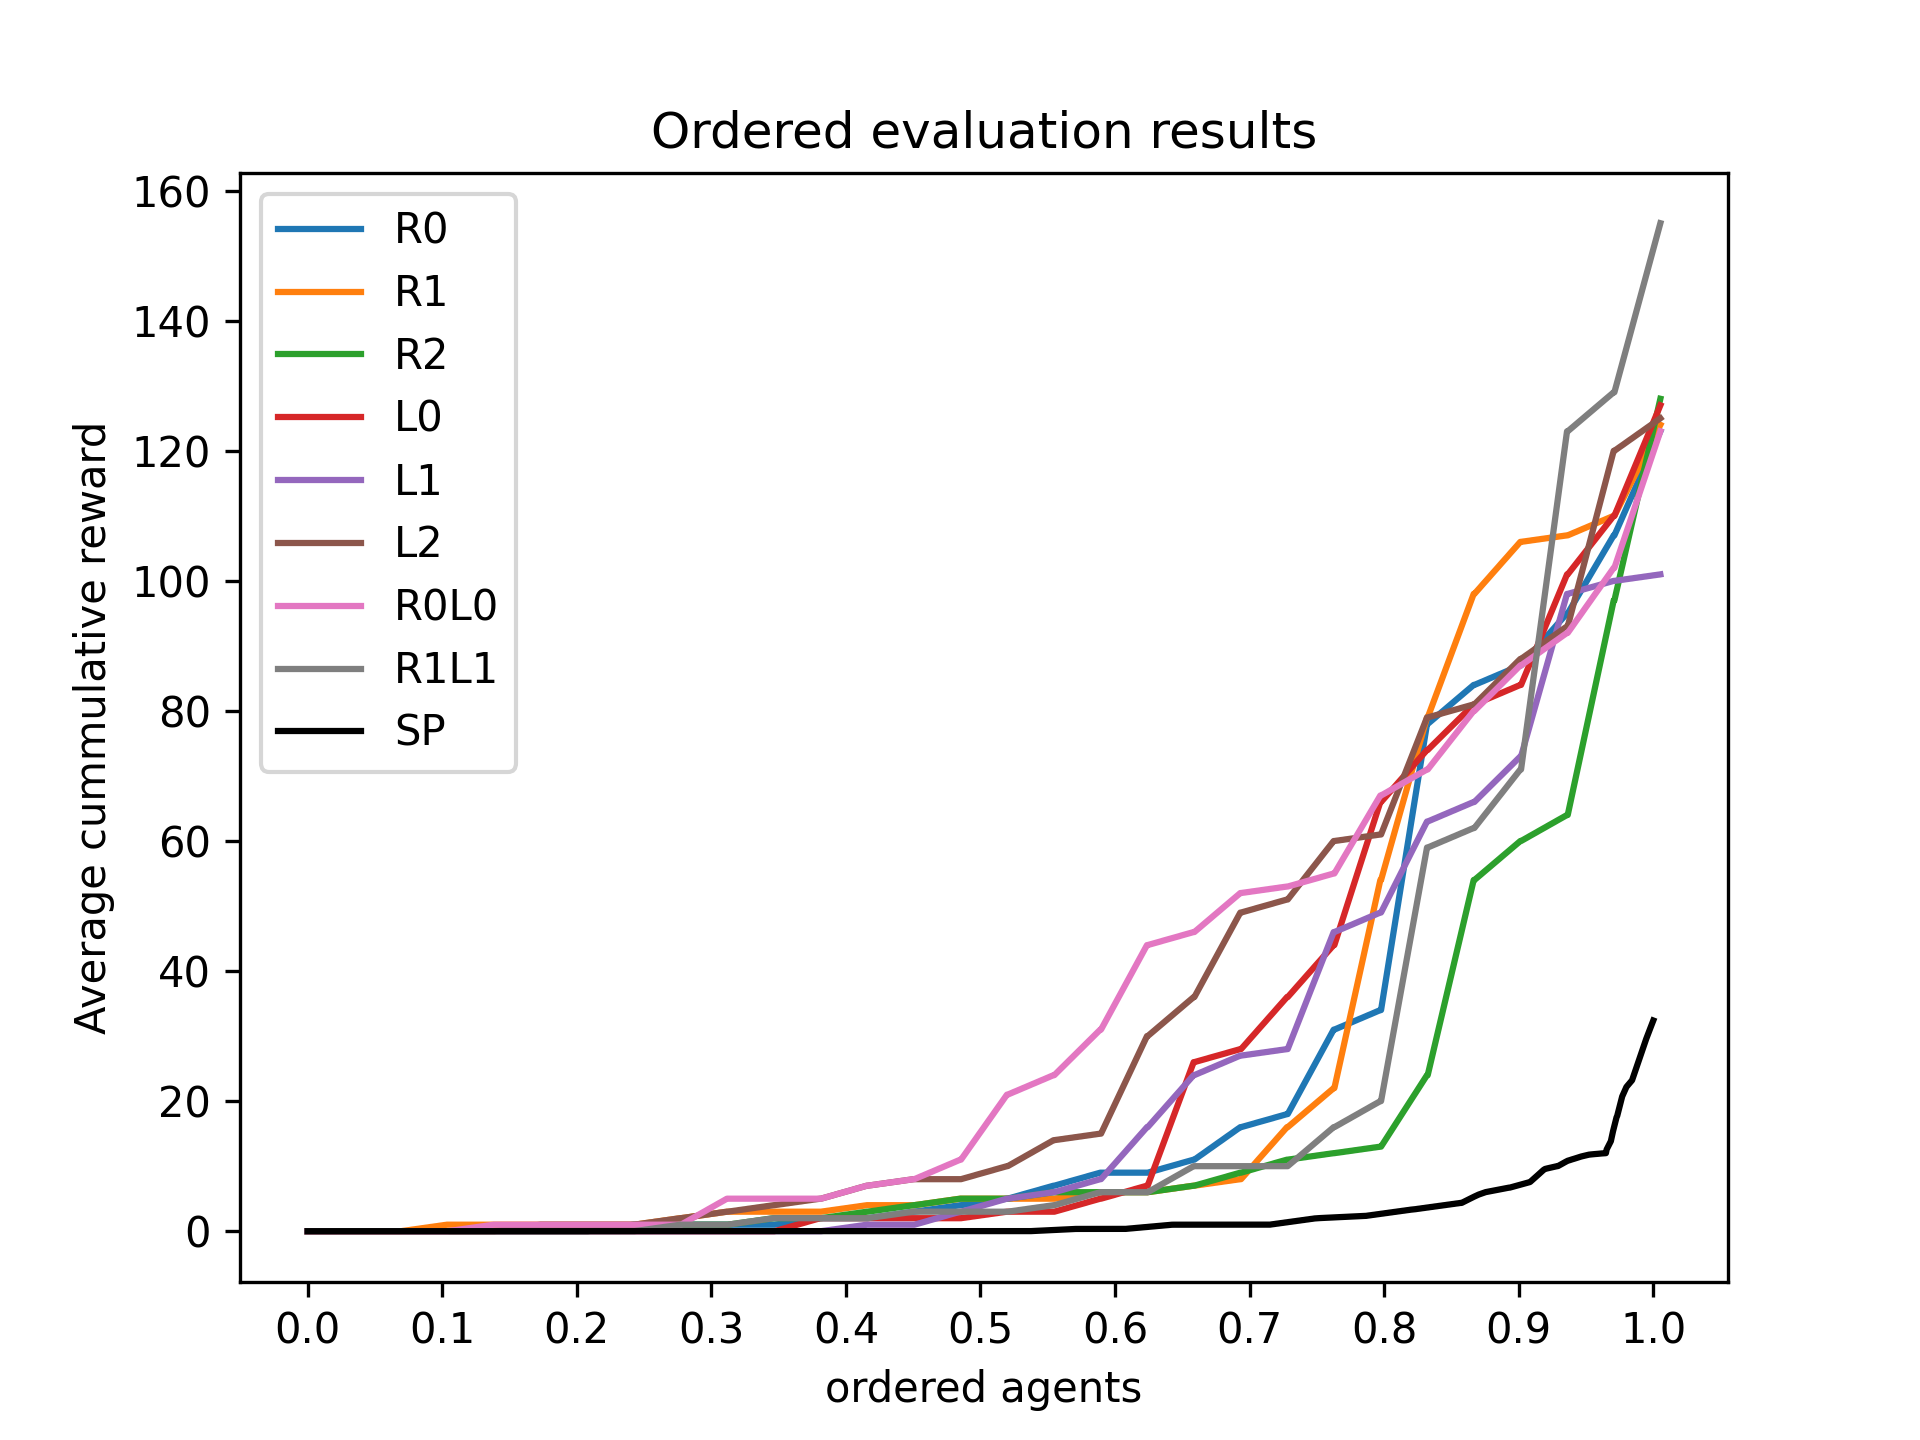 Ordered evaluation results
160
140
120
100
80
60
40
20
0
Average cummulative reward
R0
R1
R2
L0
L1
L2
R0L0
R1L1
SP
0.0 0.1 0.2 0.3 0.4 0.5 0.6 0.7 0.8 0.9 1.0
ordered agents